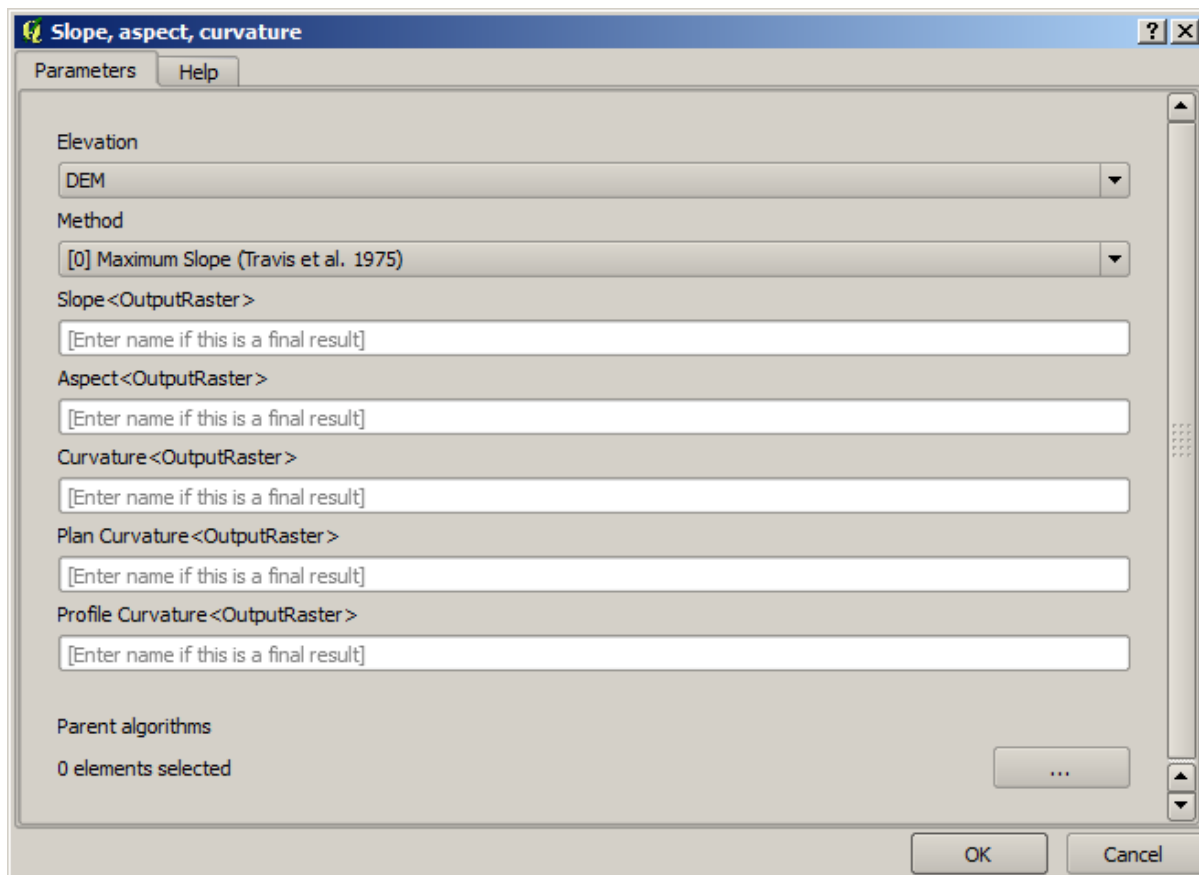 Slope, aspect, curvature
Parameters Help
Elevation
DEM
Method
[0] Maximum Slope (Travis et al. 1975)
Slope<OutputRaster>
[Enter name if this is a final result]
Aspect<OutputRaster>
[Enter name if this is a final result]
Curvature<OutputRaster>
[Enter name if this is a final result]
Plan Curvature<OutputRaster>
[Enter name if this is a final result]
Profile Curvature<OutputRaster>
[Enter name if this is a final result]
Parent algorithms
0 elements selected ...
OK Cancel